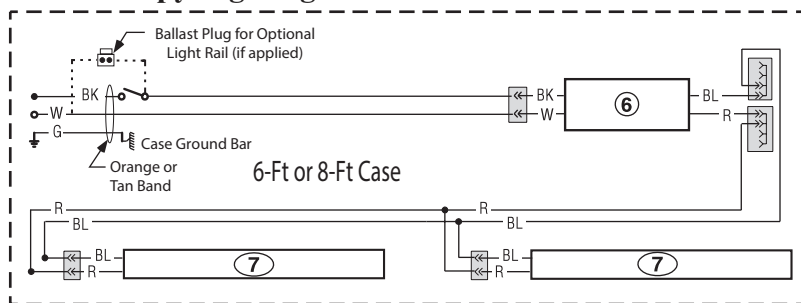 Ballast Plug for Optional
Light Rail (if applied)
BK
W
G
Case Ground Bar
Orange or
Tan Band
6-Ft or 8-Ft Case
BK
W
6
BL
R
R
BL
R
BL
BL
R
7
BL
R
7